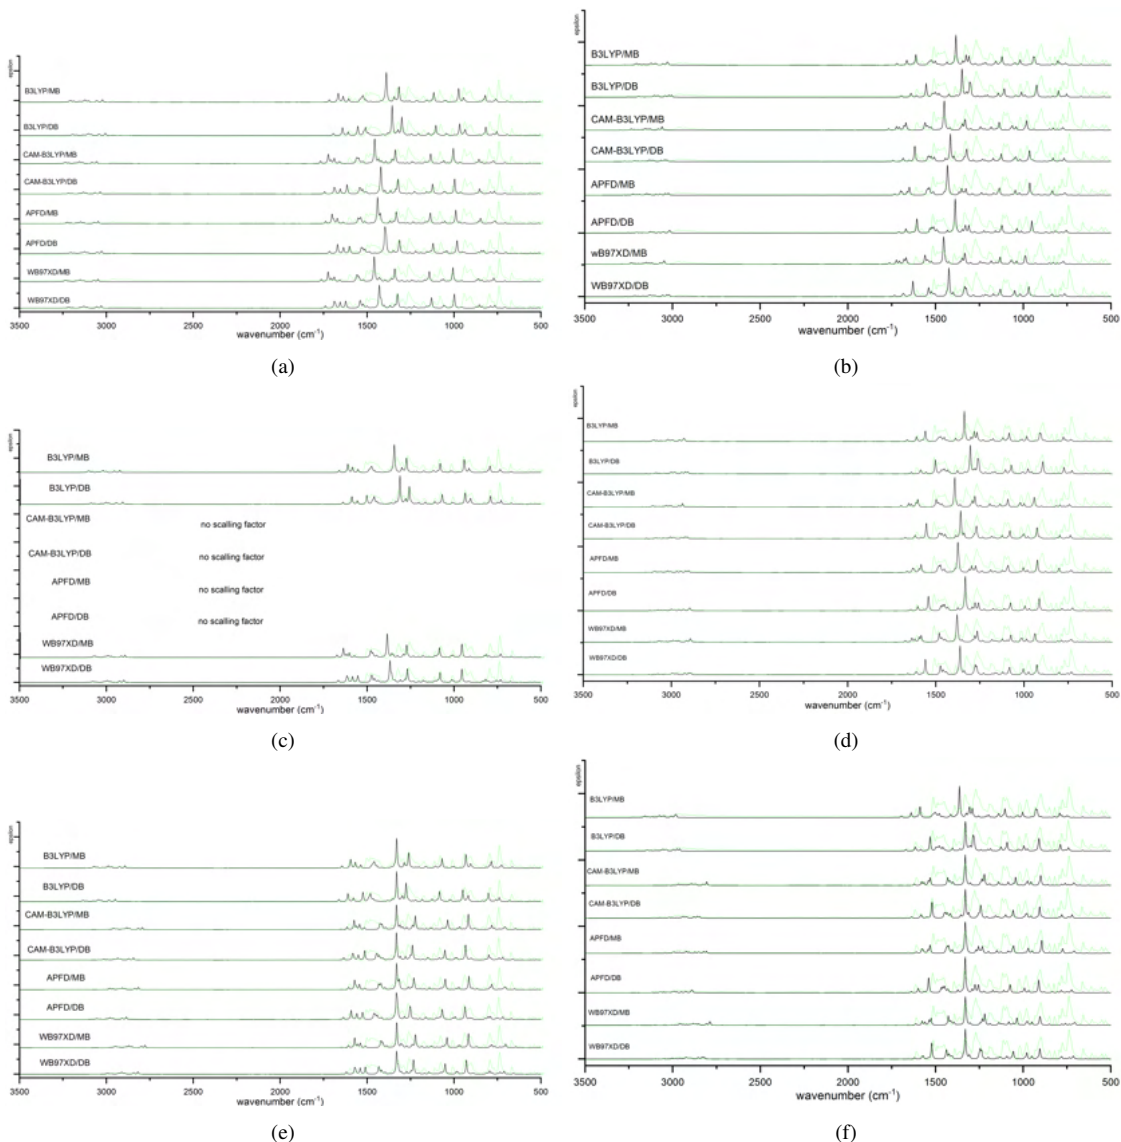 epsilon
B3LYP/MB
B3LYP/DB
CAM-B3LYP/MB
CAM-B3LYP/DB
APFD/MB
APFD/DB
WB97XD/MB
WB97XD/DB
3500 3000 2500 2000 1500 1000 500
wavenumber (cm⁻¹)
(a)
epsilon
B3LYP/MB
B3LYP/DB
CAM-B3LYP/MB
CAM-B3LYP/DB
APFD/MB
APFD/DB
wB97XD/MB
WB97XD/DB
3500 3000 2500 2000 1500 1000 500
wavenumber (cm⁻¹)
(b)
epsilon
B3LYP/MB
B3LYP/DB
CAM-B3LYP/MB no scalling factor
CAM-B3LYP/DB no scalling factor
APFD/MB no scalling factor
APFD/DB no scalling factor
WB97XD/MB
WB97XD/DB
3500 3000 2500 2000 1500 1000 500
wavenumber (cm⁻¹)
(c)
epsilon
B3LYP/MB
B3LYP/DB
CAM-B3LYP/MB
CAM-B3LYP/DB
APFD/MB
APFD/DB
WB97XD/MB
WB97XD/DB
3500 3000 2500 2000 1500 1000 500
wavenumber (cm⁻¹)
(d)
epsilon
B3LYP/MB
B3LYP/DB
CAM-B3LYP/MB
CAM-B3LYP/DB
APFD/MB
APFD/DB
WB97XD/MB
WB97XD/DB
3500 3000 2500 2000 1500 1000 500
wavenumber (cm⁻¹)
(e)
epsilon
B3LYP/MB
B3LYP/DB
CAM-B3LYP/MB
CAM-B3LYP/DB
APFD/MB
APFD/DB
WB97XD/MB
WB97XD/DB
3500 3000 2500 2000 1500 1000 500
wavenumber (cm⁻¹)
(f)